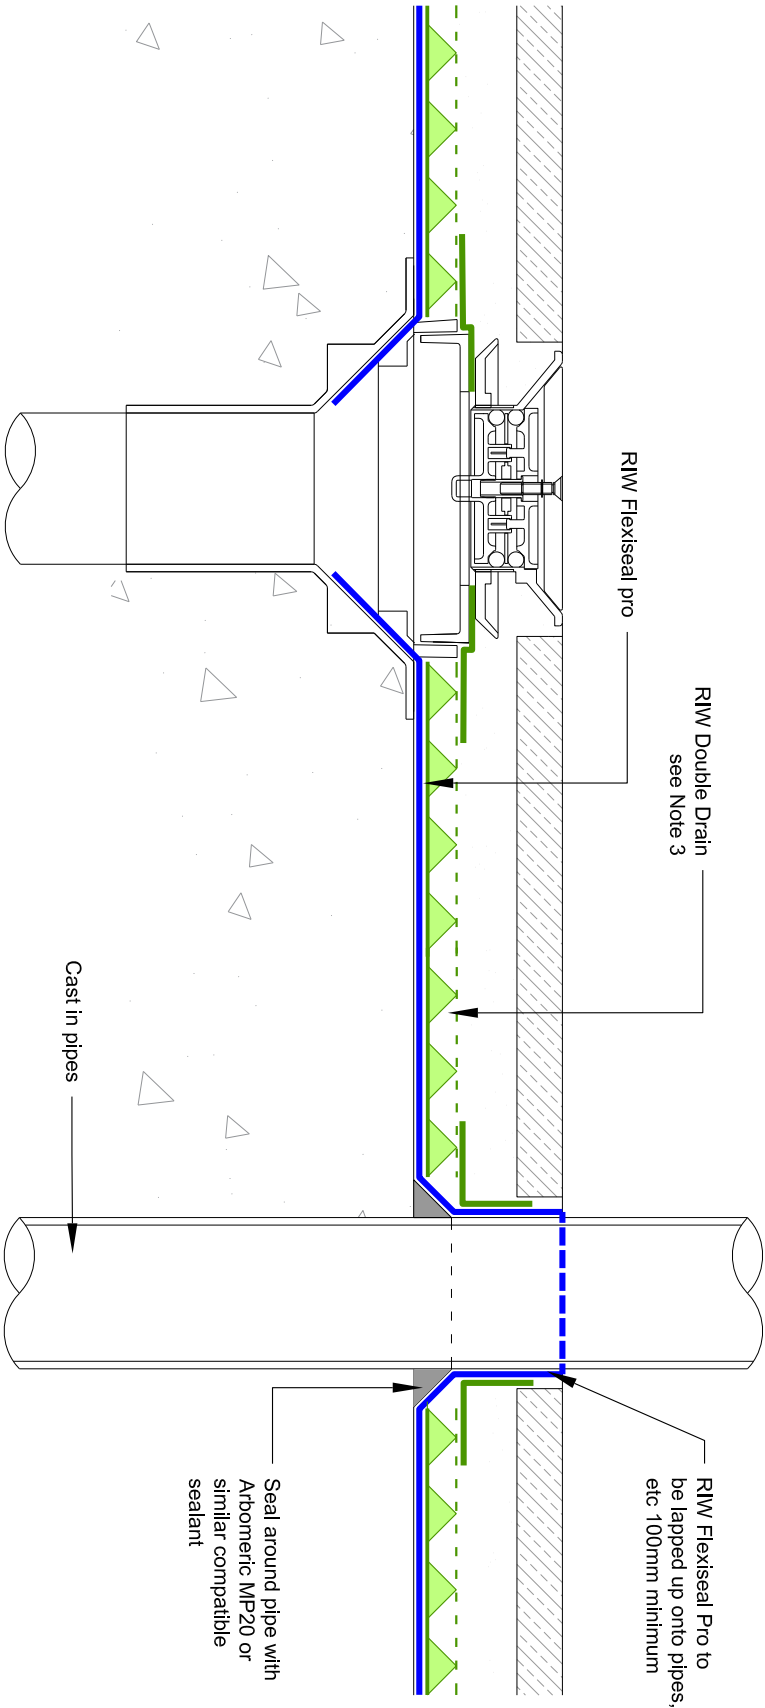 RIW Flexiseal pro
RIW Double Drain
see Note 3
Cast in pipes
RIW Flexiseal Pro to
be lapped up onto pipes,
etc 100mm minimum
Seal around pipe with
Arbomeric MP20 or
similar compatible
sealant